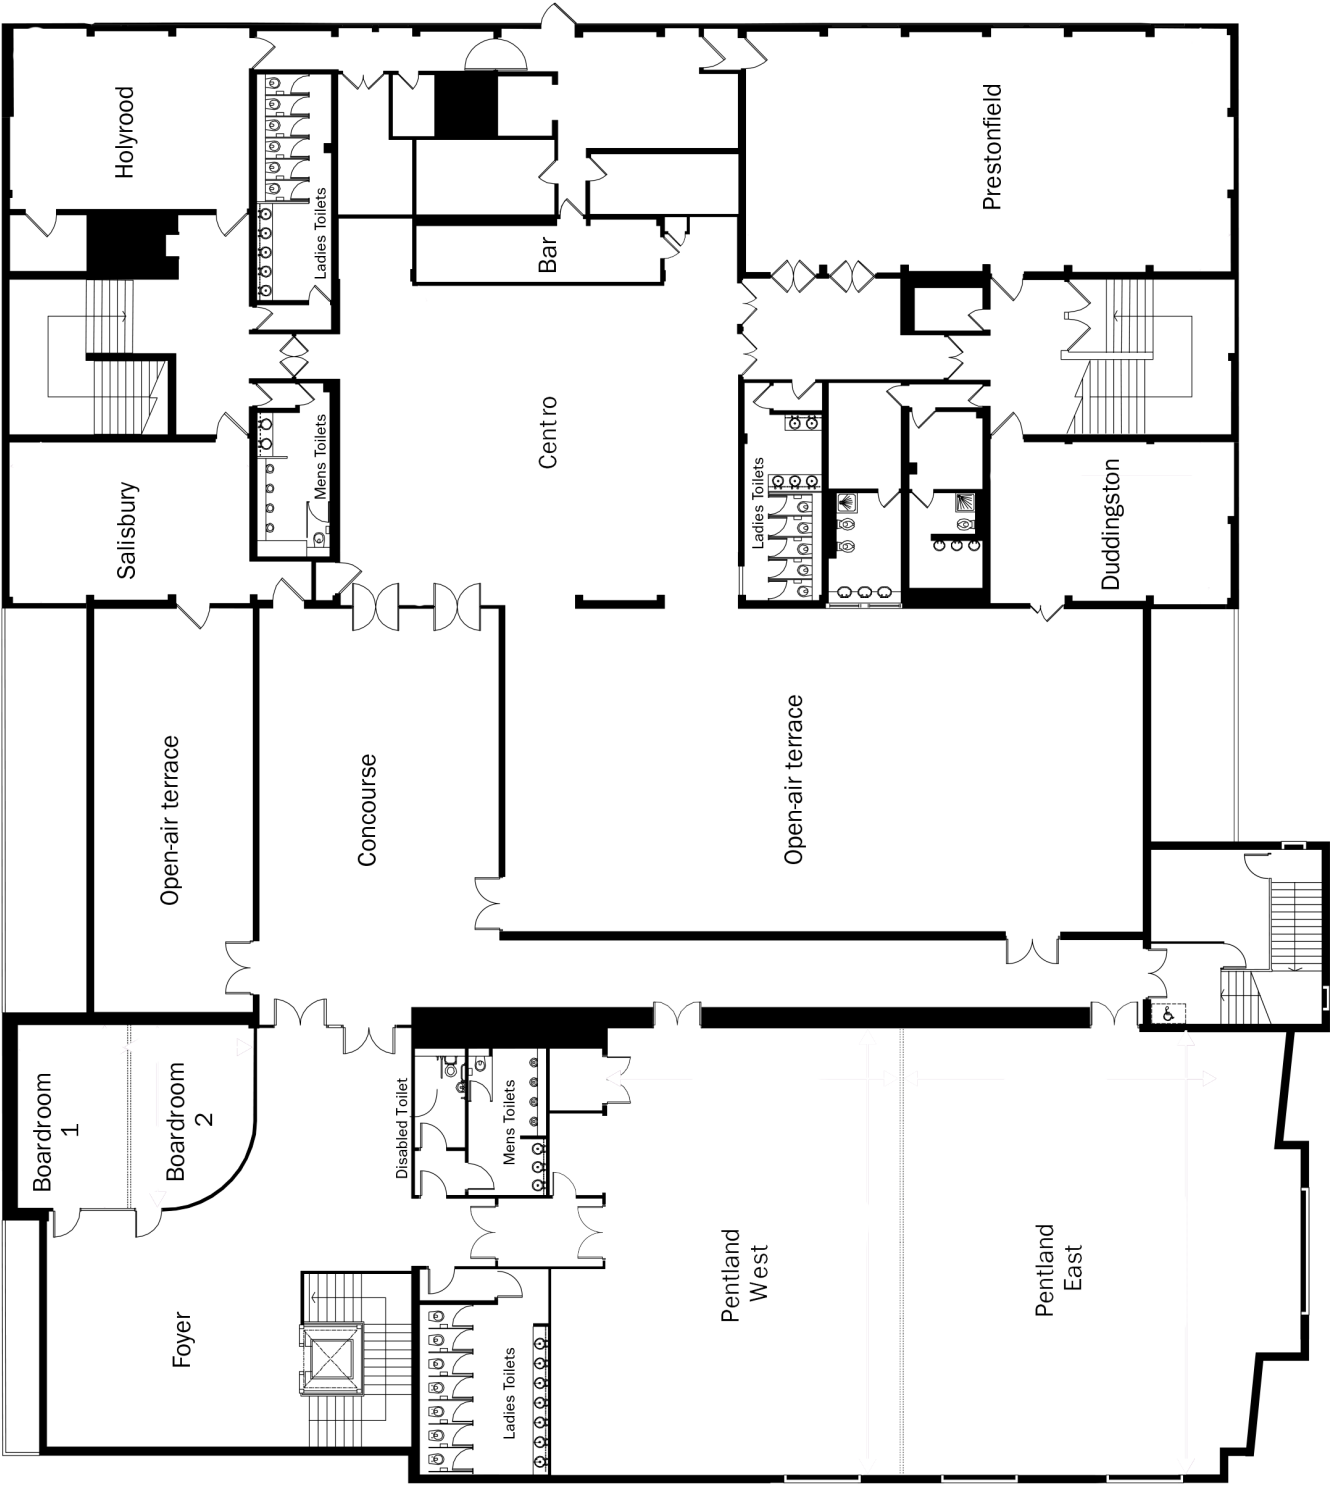 Holyrood
Ladies Toilets
Bar
Prestonfield
Salisbury
Mens Toilets
Centro
Ladies Toilets
Duddingston
Open-air terrace
Concourse
Open-air terrace
Boardroom
1
Boardroom
2
Disabled Toilet
Mens Toilets
Foyer
Ladies Toilets
Pentland
West
Pentland
East